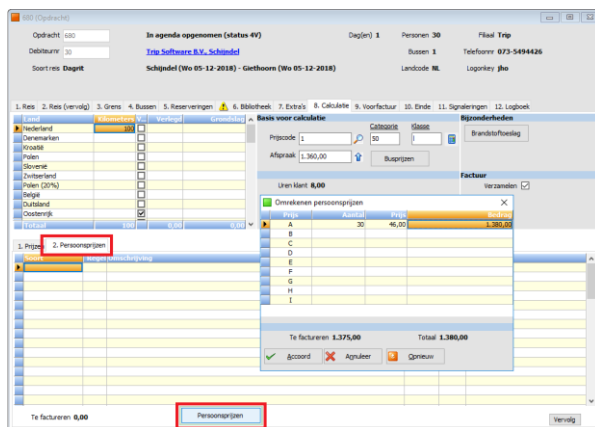 680 (Opdracht)
Opdracht 680 In agenda opgenomen (status 4V) Dag(en) 1 Personen 30 Filiaal Trip
Debiteurnr 30 Trip Software B.V., Schijndel Bussen 1 Telefoonnr 073-5494426
Soort reis Dagrit Schijndel (Wo 05-12-2018) - Giethoorn (Wo 05-12-2018) Landcode NL Logonkey jho
1. Reis 2. Reis (vervolg) 3. Grens 4. Bussen 5. Reserveringen 6. Bibliotheek 7. Extra's 8. Calculatie 9. Voorfactuur 10. Einde 11. Signaleringen 12. Logboek
Land Kilometers V... Verlegd Grondslag
Nederland 100
Denemarken
Kroatië
Polen
Slovenië
Zwitserland
Polen (20%)
België
Duitsland
Oostenrijk
Totaal 100 0,00 0,00
Basis voor calculatie
Categorie Klasse
Prijscode 1 50 I
Afspraak 1.360,00 Busprijzen
Uren klant 8,00
Bijzonderheden
Brandstoftoeslag
Factuur
Verzamelen
Omrekenen persoonsprijzen
Prijs Aantal Prijs Bedrag
A 30 46,00 1.380,00
B
C
D
E
F
G
H
I
Te factureren 1.375,00 Totaal 1.380,00
Accoord Annuleer Opnieuw
1. Prijzen 2. Persoonsprijzen
Soort Regel Omschrijving
Te factureren 0,00 Persoonsprijzen Vervolg